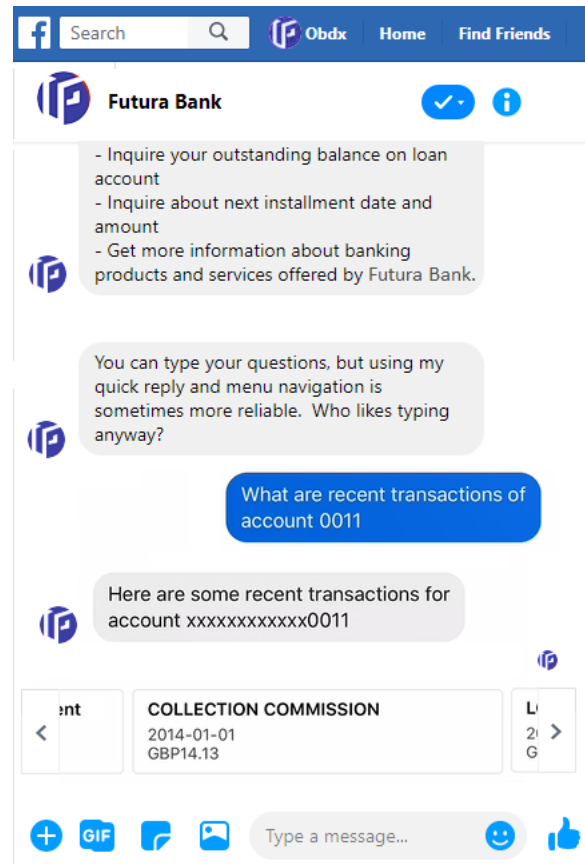 Search
Obdx
Home
Find Friends
Futura Bank
- Inquire your outstanding balance on loan
account
- Inquire about next installment date and
amount
- Get more information about banking
products and services offered by Futura Bank.
You can type your questions, but using my
quick reply and menu navigation is
sometimes more reliable. Who likes typing
anyway?
What are recent transactions of
account 0011
Here are some recent transactions for
account xxxxxxxxxxxx0011
COLLECTION COMMISSION
2014-01-01
GBP14.13
GIF
Type a message...